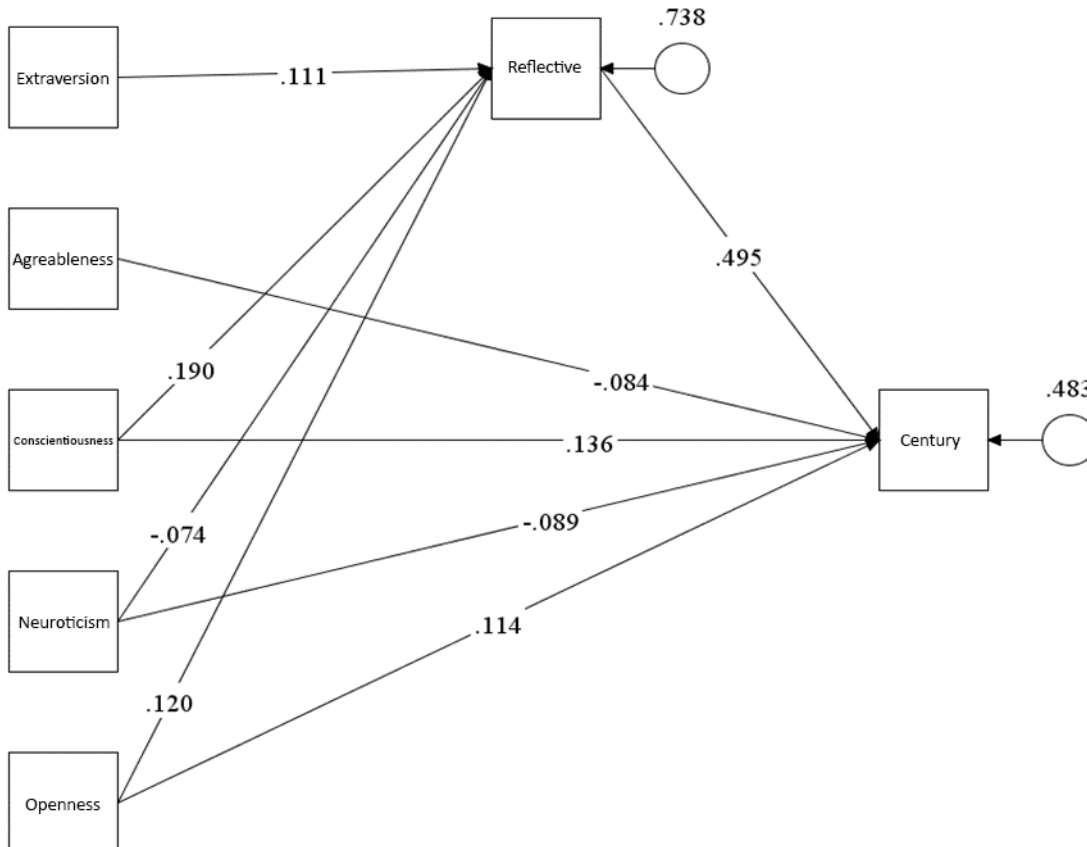 .738
Extraversion
.111
Reflective
Agreableness
.495
.190
-.084
.483
Conscientiousness
.136
Century
-.074
-.089
Neuroticism
.114
.120
Openness